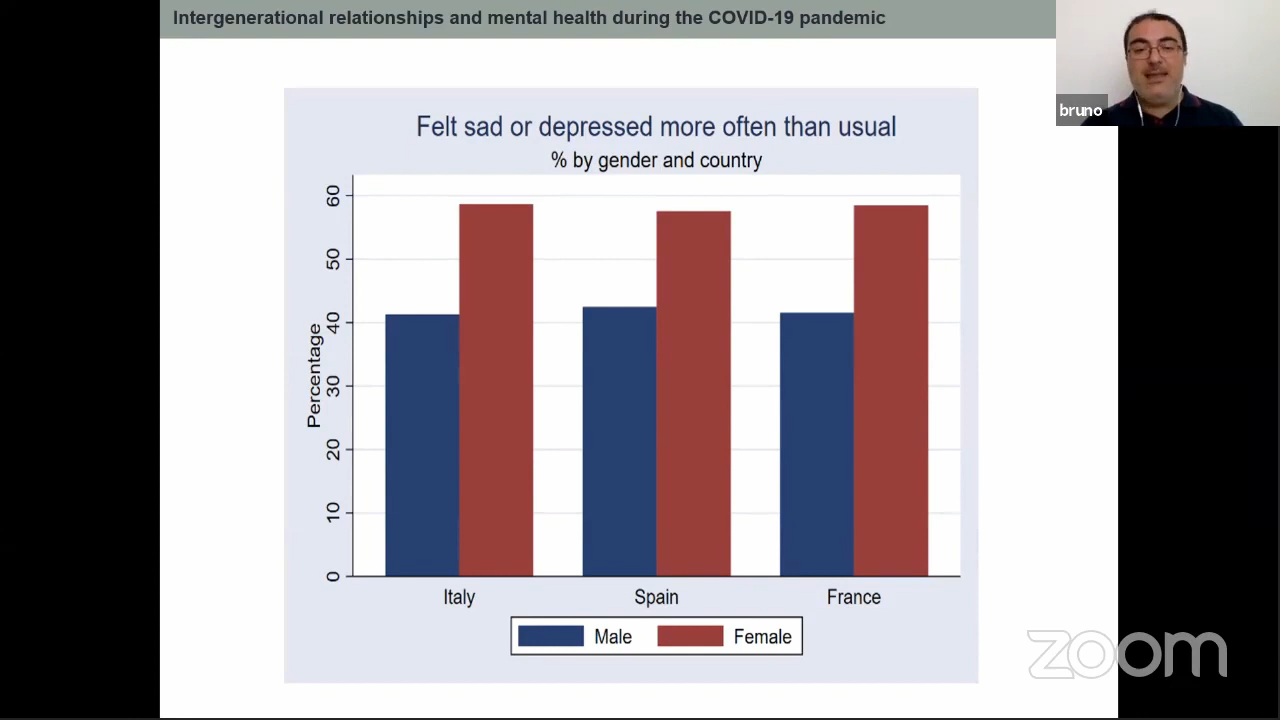 Intergenerational relationships and mental health during the COVID-19 pandemic
bruno
Felt sad or depressed more often than usual
% by gender and country
Percentage
60
50
40
30
20
10
0
Italy
Spain
France
Male
Female
zoom